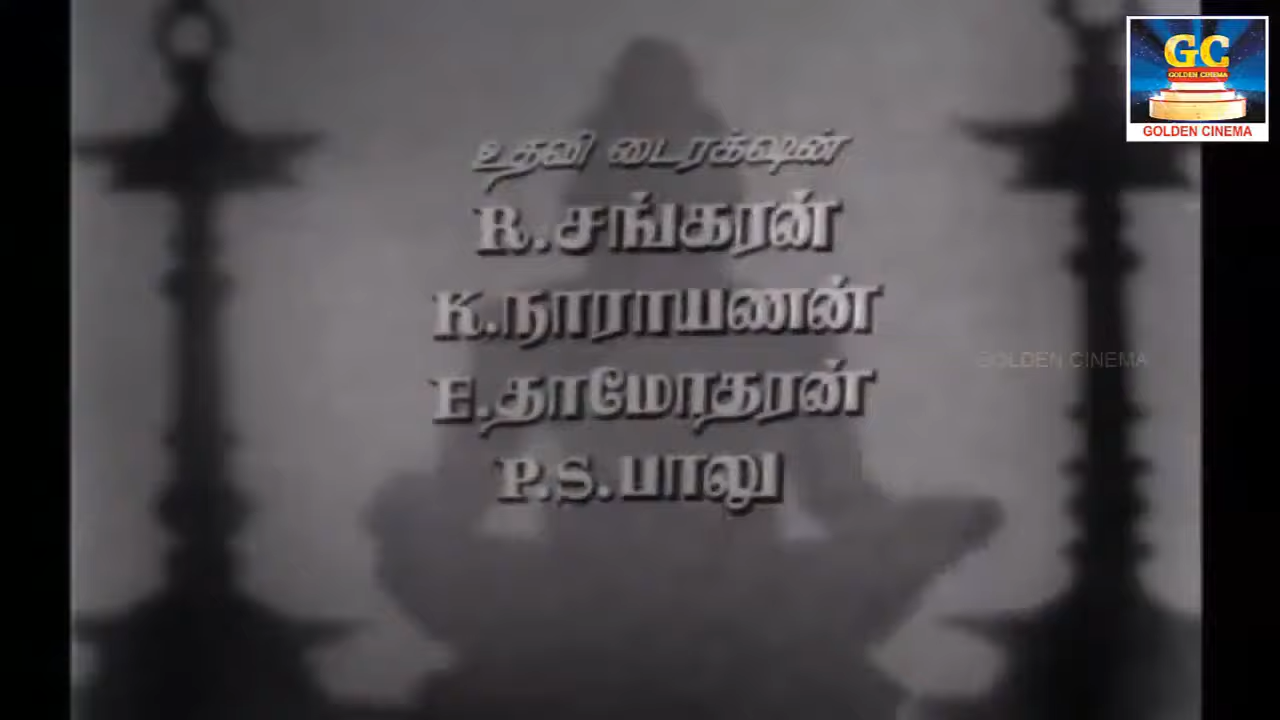 GC
GOLDEN CINEMA
GOLDEN CINEMA
உதவி டைரக்ஷன்
R.சங்கரன்
K.நாராயணன்
GOLDEN CINEMA
E.தாமோதரன்
P.S.பாலு